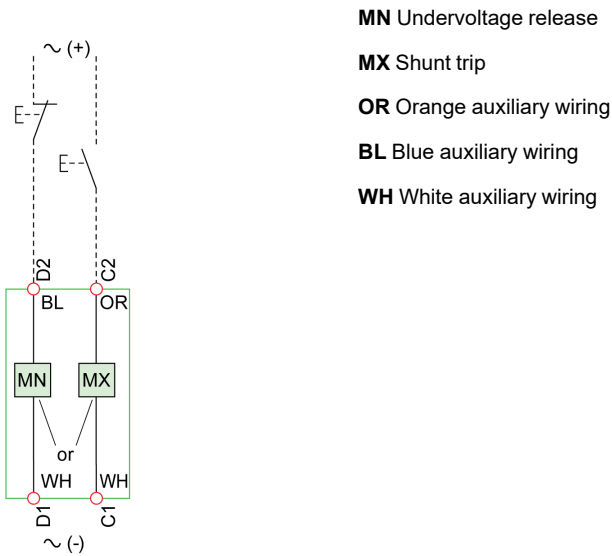 MN Undervoltage release
MX Shunt trip
OR Orange auxiliary wiring
BL Blue auxiliary wiring
WH White auxiliary wiring
~ (+)
D2 C2
BL OR
MN MX
or
WH WH
D1 C1
~ (-)